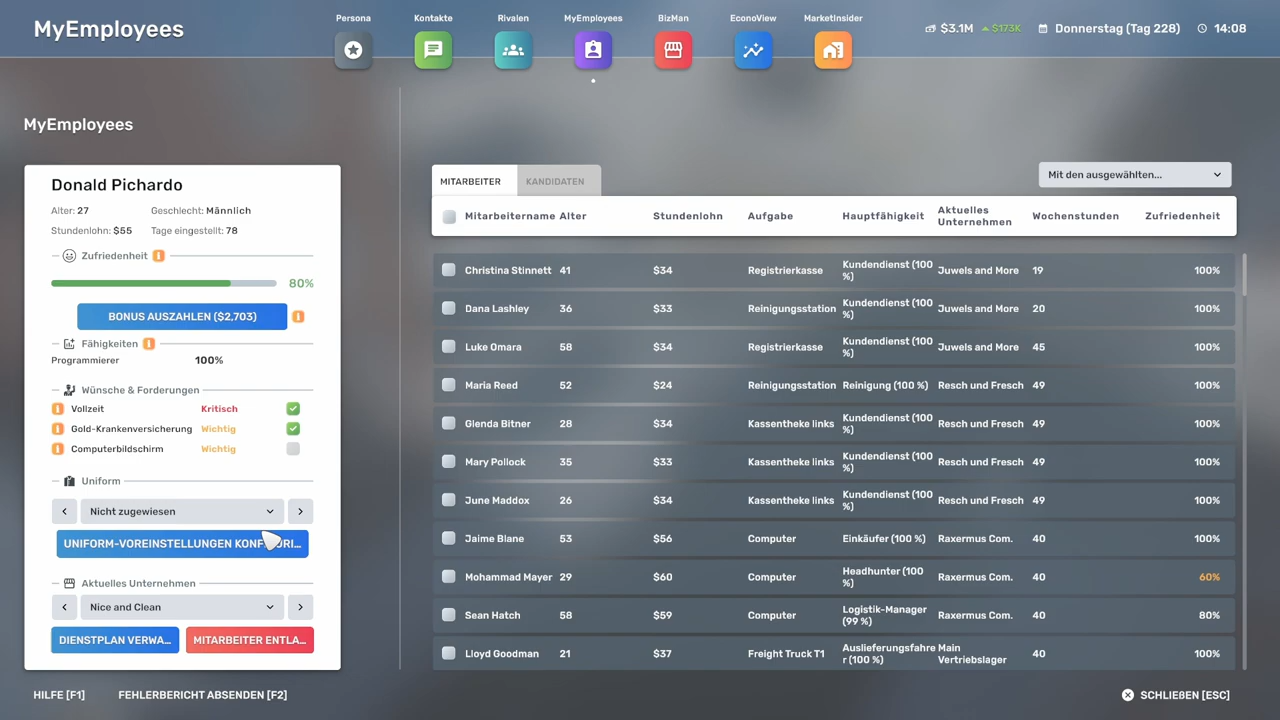 MyEmployees
Persona
Kontakte
Rivalen
MyEmployees
BizMan
EconoView
MarketInsider
$3.1M
$173K
Donnerstag (Tag 228)
14:08
MyEmployees
Donald Pichardo
Alter: 27
Geschlecht: Männlich
Stundenlohn: $55
Tage eingestellt: 78
Zufriedenheit
80%
BONUS AUSZAHLEN ($2,703)
Fähigkeiten
Programmierer 100%
Wünsche & Forderungen
Vollzeit Kritisch
Gold-Krankenversicherung Wichtig
Computerbildschirm Wichtig
Uniform
Nicht zugewiesen
UNIFORM-VOREINSTELLUNGEN
Aktuelles Unternehmen
Nice and Clean
DIENSTPLAN VERWA...
MITARBEITER ENTLA...
MITARBEITER
KANDIDATEN
Mit den ausgewählten...
Mitarbeitername Alter Stundenlohn Aufgabe Hauptfähigkeit Aktuelles Unternehmen Wochenstunden Zufriedenheit
Christina Stinnett 41 $34 Registrierkasse Kundendienst (100 %) Juwels and More 19 100%
Dana Lashley 36 $33 Reinigungsstation Kundendienst (100 %) Juwels and More 20 100%
Luke Omara 58 $34 Registrierkasse Kundendienst (100 %) Juwels and More 45 100%
Maria Reed 52 $24 Reinigungsstation Reinigung (100 %) Resch und Fresch 49 100%
Glenda Bitner 28 $34 Kassentheke links Kundendienst (100 %) Resch und Fresch 49 100%
Mary Pollock 35 $33 Kassentheke links Kundendienst (100 %) Resch und Fresch 49 100%
June Maddox 26 $34 Kassentheke links Kundendienst (100 %) Resch und Fresch 49 100%
Jaime Blane 53 $56 Computer Einkäufer (100 %) Raxermus Com. 40 100%
Mohammad Mayer 29 $60 Computer Headhunter (100 %) Raxermus Com. 40 60%
Sean Hatch 58 $59 Computer Logistik-Manager (99 %) Raxermus Com. 40 80%
Lloyd Goodman 21 $37 Freight Truck T1 Auslieferungsfahrer (100 %) Main Vertriebslager 40 100%
HILFE [F1]
FEHLERBERICHT ABSENDEN [F2]
SCHLIEẞEN [ESC]